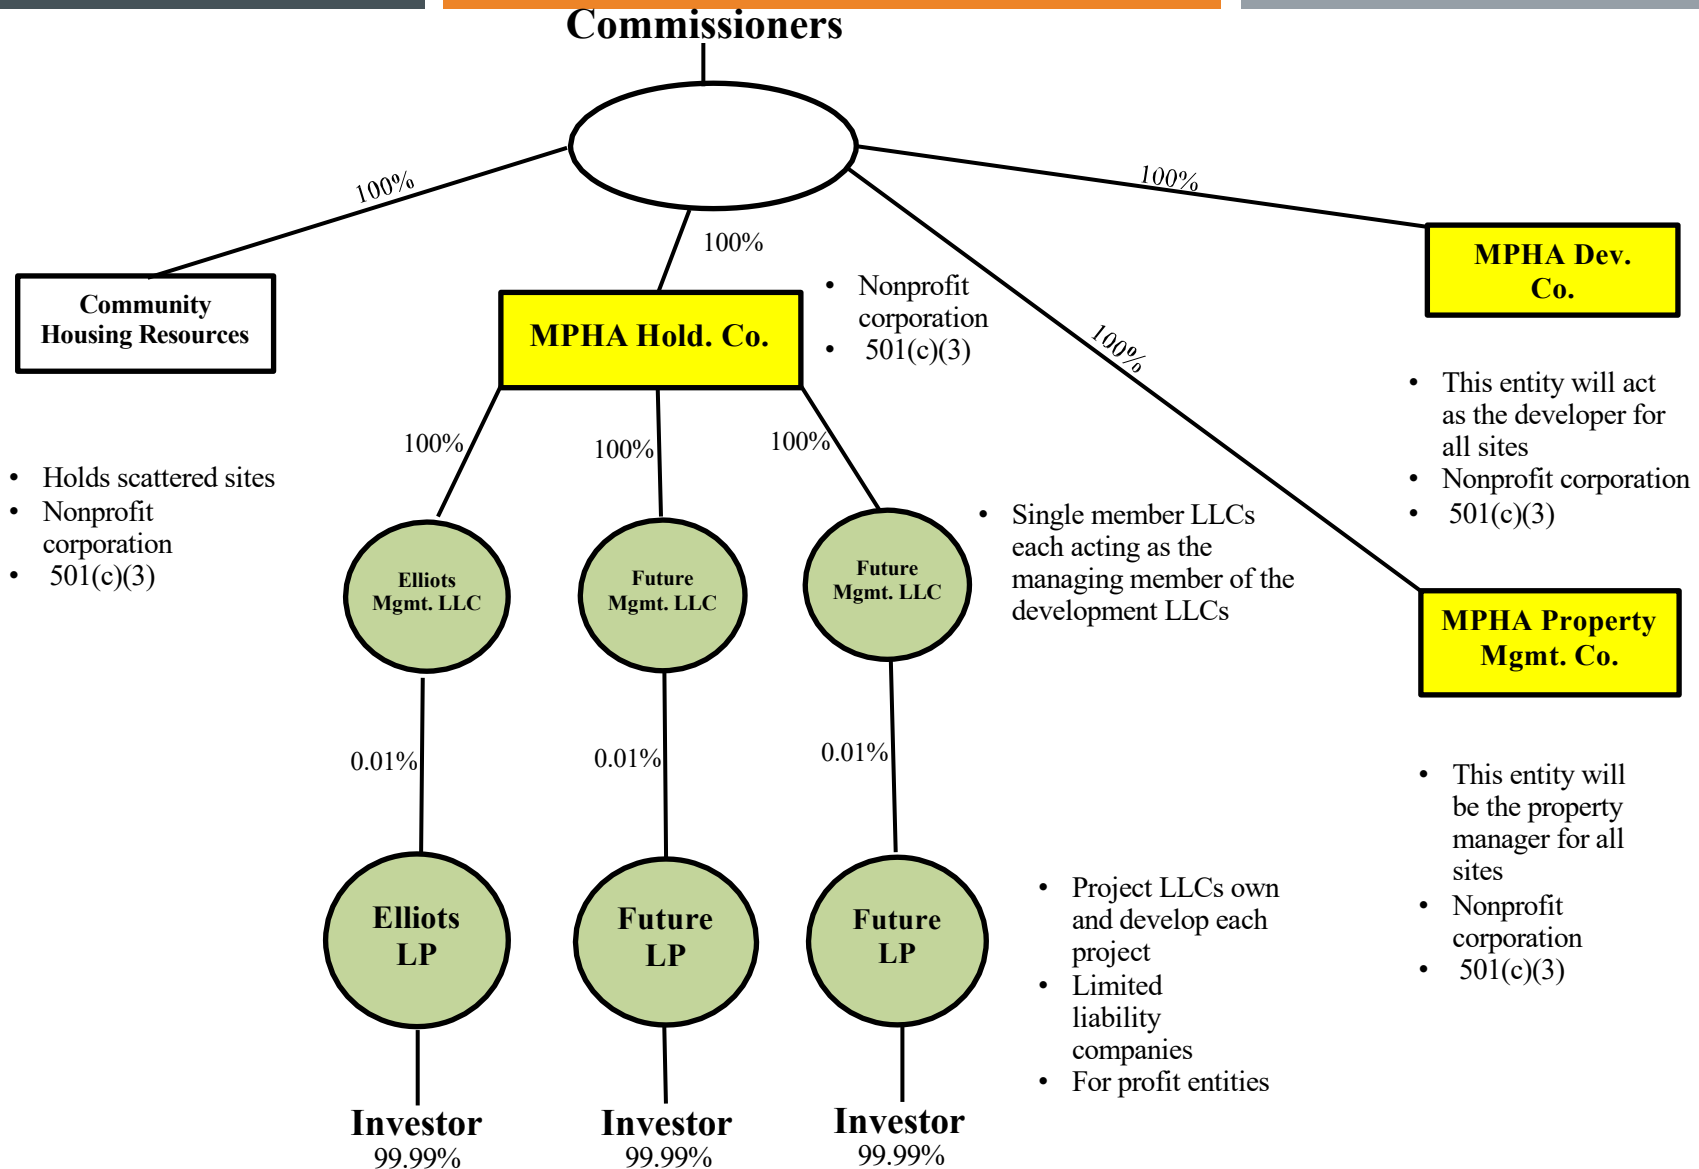 Commissioners
100%
100%
100%
100%
Community
Housing Resources
• Holds scattered sites
• Nonprofit
corporation
• 501(c)(3)
MPHA Hold. Co.
• Nonprofit
corporation
• 501(c)(3)
MPHA Dev.
Co.
• This entity will act
as the developer for
all sites
• Nonprofit corporation
• 501(c)(3)
100%
100%
100%
Elliots
Mgmt. LLC
Future
Mgmt. LLC
Future
Mgmt. LLC
• Single member LLCs
each acting as the
managing member of the
development LLCs
MPHA Property
Mgmt. Co.
• This entity will
be the property
manager for all
sites
• Nonprofit
corporation
• 501(c)(3)
0.01%
0.01%
0.01%
Elliots
LP
Future
LP
Future
LP
• Project LLCs own
and develop each
project
• Limited
liability
companies
• For profit entities
Investor
99.99%
Investor
99.99%
Investor
99.99%